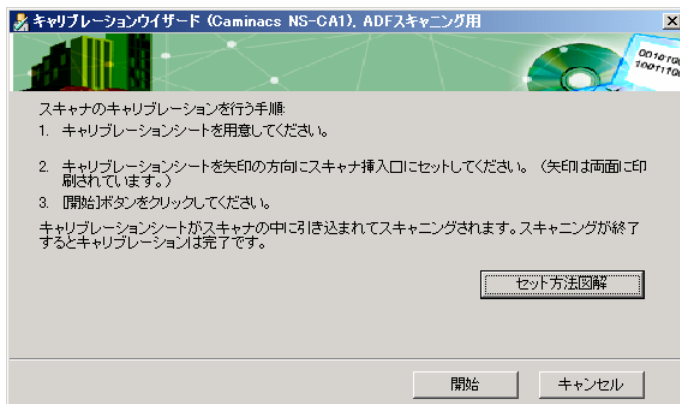 キャリブレーションウイザード (Caminacs NS-CA1), ADFスキャニング用
0010100
1001110
スキャナのキャリブレーションを行う手順:
1. キャリブレーションシートを用意してください。
2. キャリブレーションシートを矢印の方向にスキャナ挿入口にセットしてください。（矢印は両面に印
刷されています。）
3. [開始]ボタンをクリックしてください。
キャリブレーションシートがスキャナの中に引き込まれてスキャニングされます。スキャニングが終了
するとキャリブレーションは完了です。
セット方法図解
開始
キャンセル